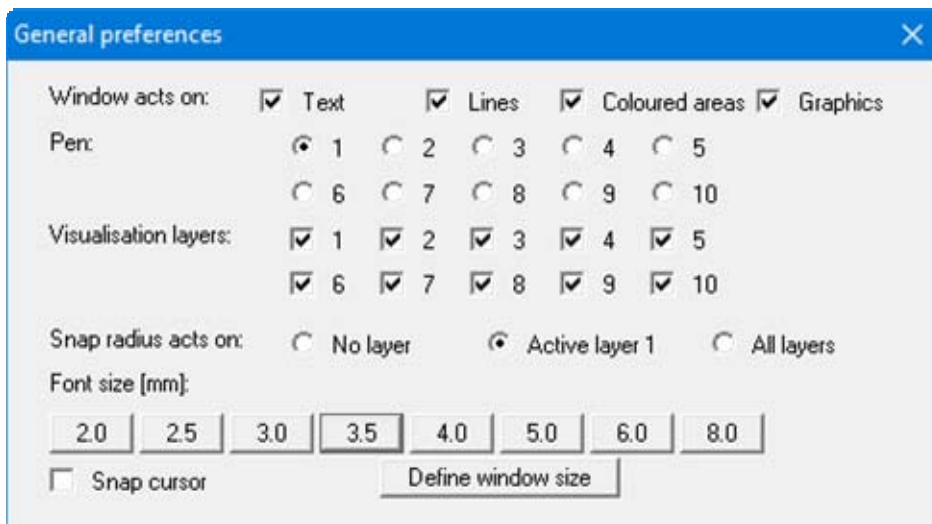 General preferences
Window acts on: Text Lines Coloured areas Graphics
Pen: 1 2 3 4 5
6 7 8 9 10
Visualisation layers: 1 2 3 4 5
6 7 8 9 10
Snap radius acts on: No layer Active layer 1 All layers
Font size [mm]:
2.0 2.5 3.0 3.5 4.0 5.0 6.0 8.0
Snap cursor Define window size